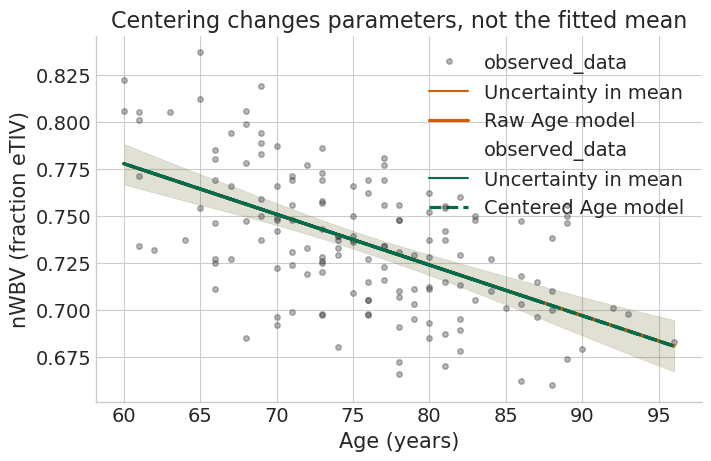 Centering changes parameters, not the fitted mean
observed_data
Uncertainty in mean
Raw Age model
observed_data
Uncertainty in mean
Centered Age model
nWBV (fraction eTIV)
0.825
0.800
0.775
0.750
0.725
0.700
0.675
60 65 70 75 80 85 90 95
Age (years)